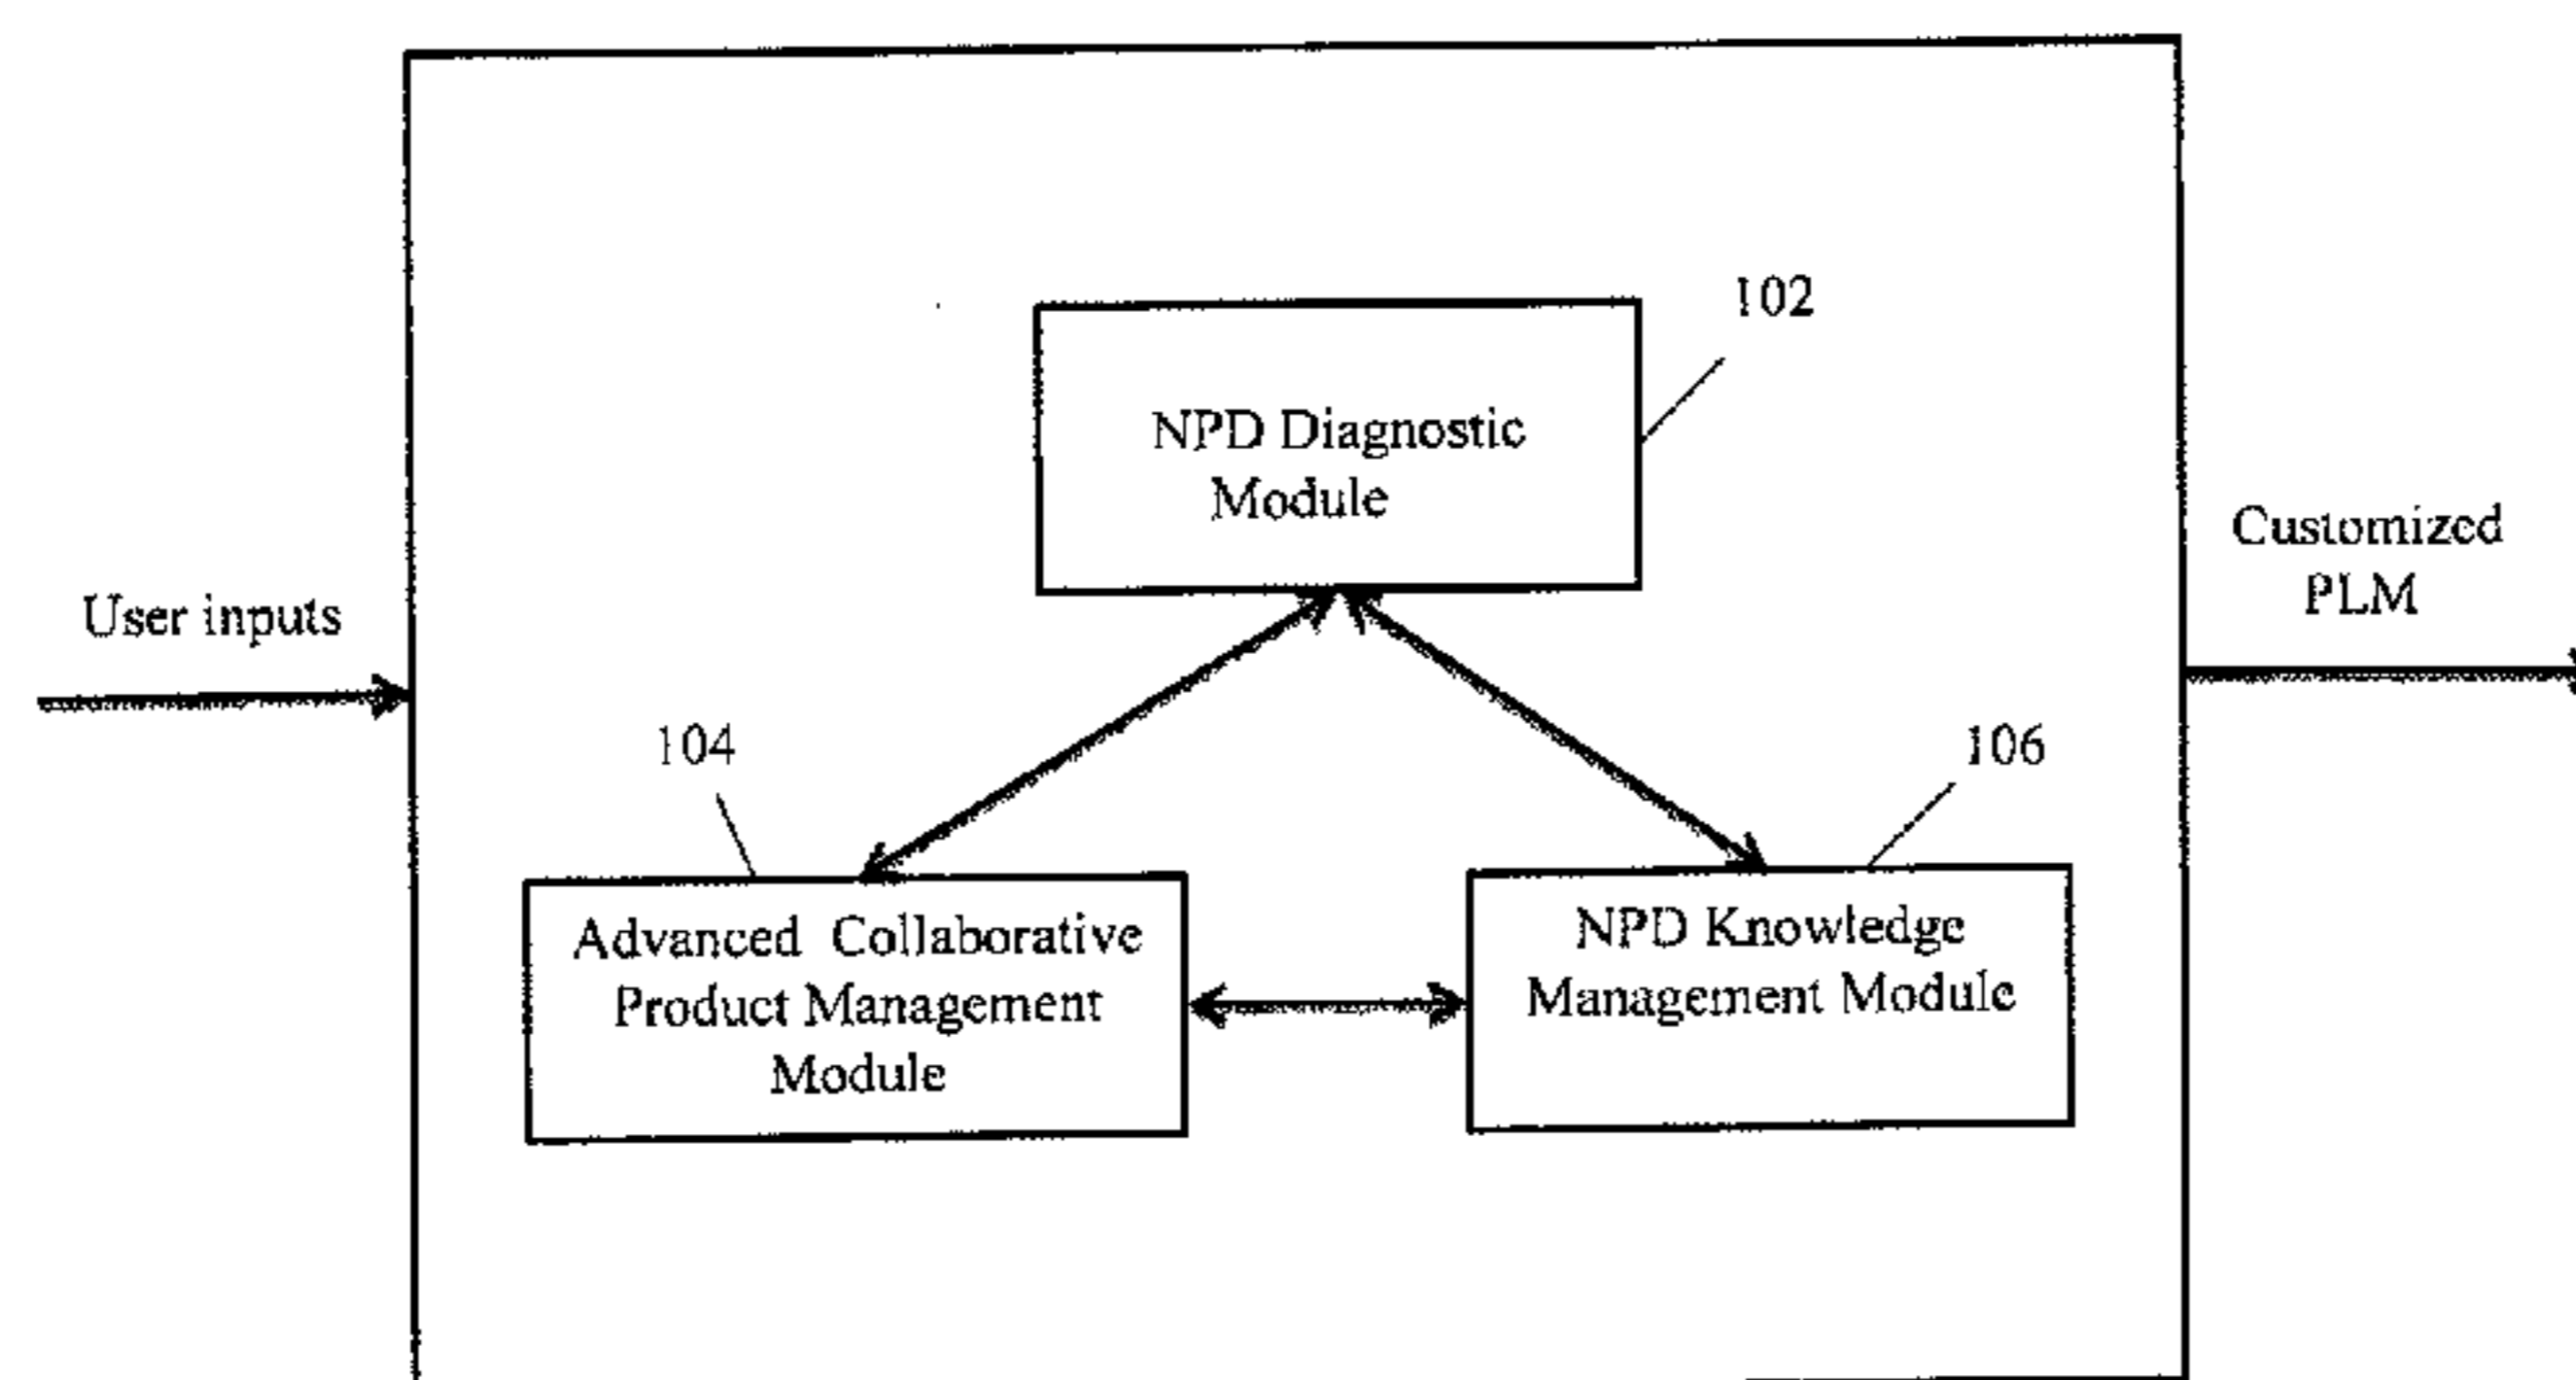 102
NPD Diagnostic
Module
Customized
PLM
User inputs
104
106
Advanced Collaborative
Product Management
Module
NPD Knowledge
Management Module